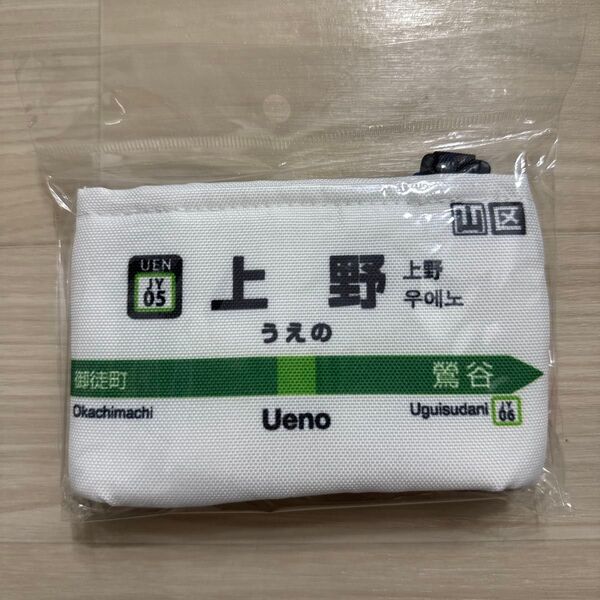 山 区
UEN
JY
05
上野
上野
우에노
うえの
御徒町
鶯谷
Okachimachi
Ueno
Uguisudani
JY
06